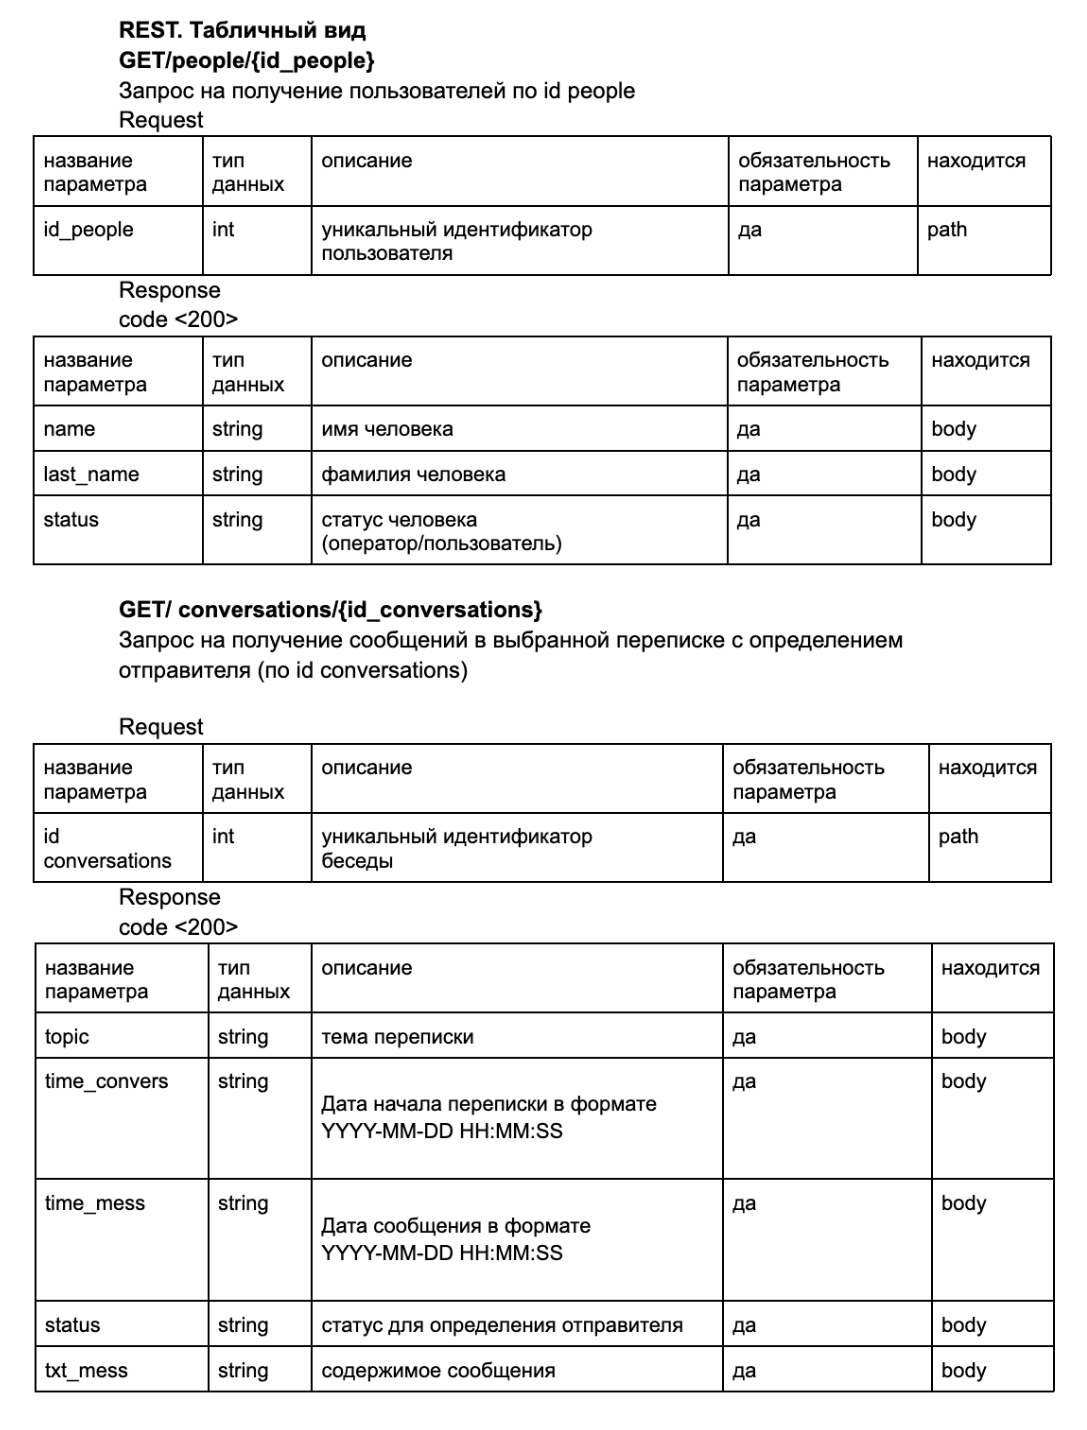 REST. Табличный вид
GET/people/{id_people}
Запрос на получение пользователей по id people
Request
название параметра | тип данных | описание | обязательность параметра | находится
id_people | int | уникальный идентификатор пользователя | да | path
Response
code <200>
название параметра | тип данных | описание | обязательность параметра | находится
name | string | имя человека | да | body
last_name | string | фамилия человека | да | body
status | string | статус человека (оператор/пользователь) | да | body
GET/ conversations/{id_conversations}
Запрос на получение сообщений в выбранной переписке с определением
отправителя (по id conversations)
Request
название параметра | тип данных | описание | обязательность параметра | находится
id conversations | int | уникальный идентификатор беседы | да | path
Response
code <200>
название параметра | тип данных | описание | обязательность параметра | находится
topic | string | тема переписки | да | body
time_convers | string | Дата начала переписки в формате YYYY-MM-DD HH:MM:SS | да | body
time_mess | string | Дата сообщения в формате YYYY-MM-DD HH:MM:SS | да | body
status | string | статус для определения отправителя | да | body
txt_mess | string | содержимое сообщения | да | body